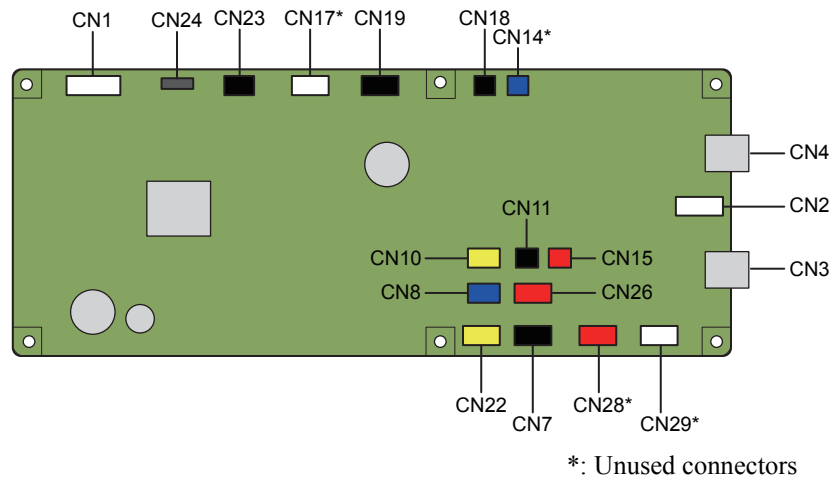 CN1 CN24 CN23 CN17* CN19 CN18
CN14*
CN4
CN2
CN11
CN10 CN15 CN3
CN8 CN26
CN22 CN28*
CN7 CN29*
*: Unused connectors